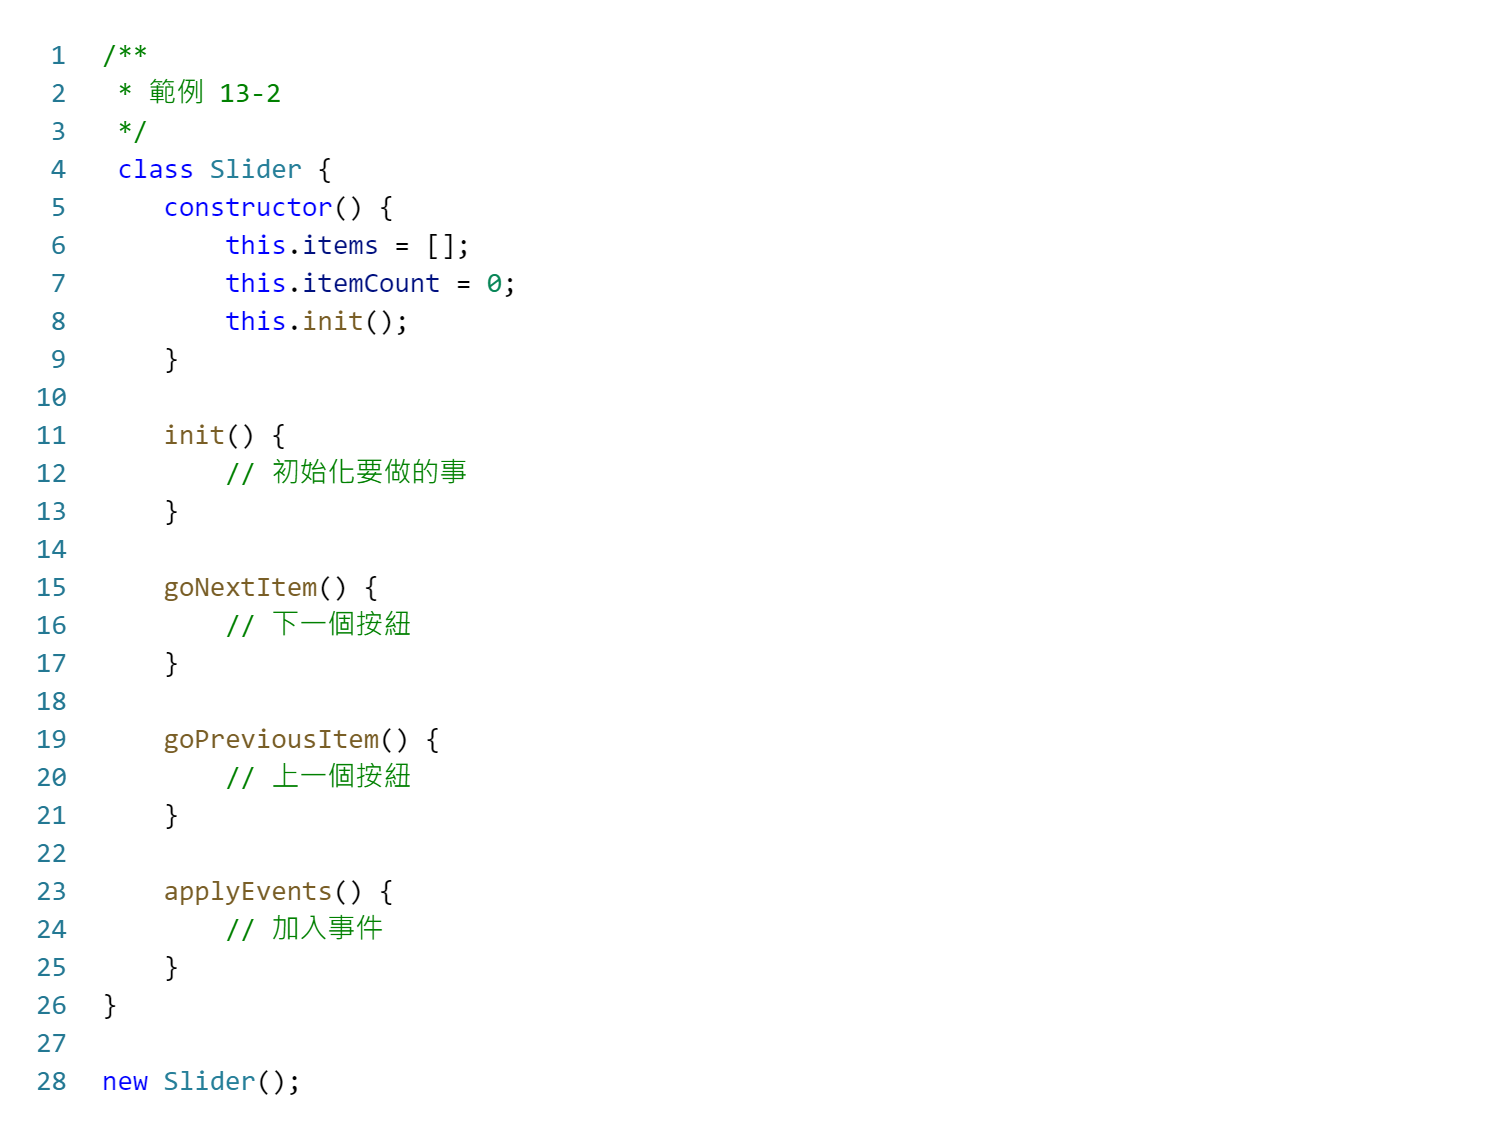 1 /**
2  * 範例 13-2
3  */
4  class Slider {
5     constructor() {
6         this.items = [];
7         this.itemCount = 0;
8         this.init();
9     }
10
11     init() {
12         // 初始化要做的事
13     }
14
15     goNextItem() {
16         // 下一個按紐
17     }
18
19     goPreviousItem() {
20         // 上一個按紐
21     }
22
23     applyEvents() {
24         // 加入事件
25     }
26 }
27
28 new Slider();